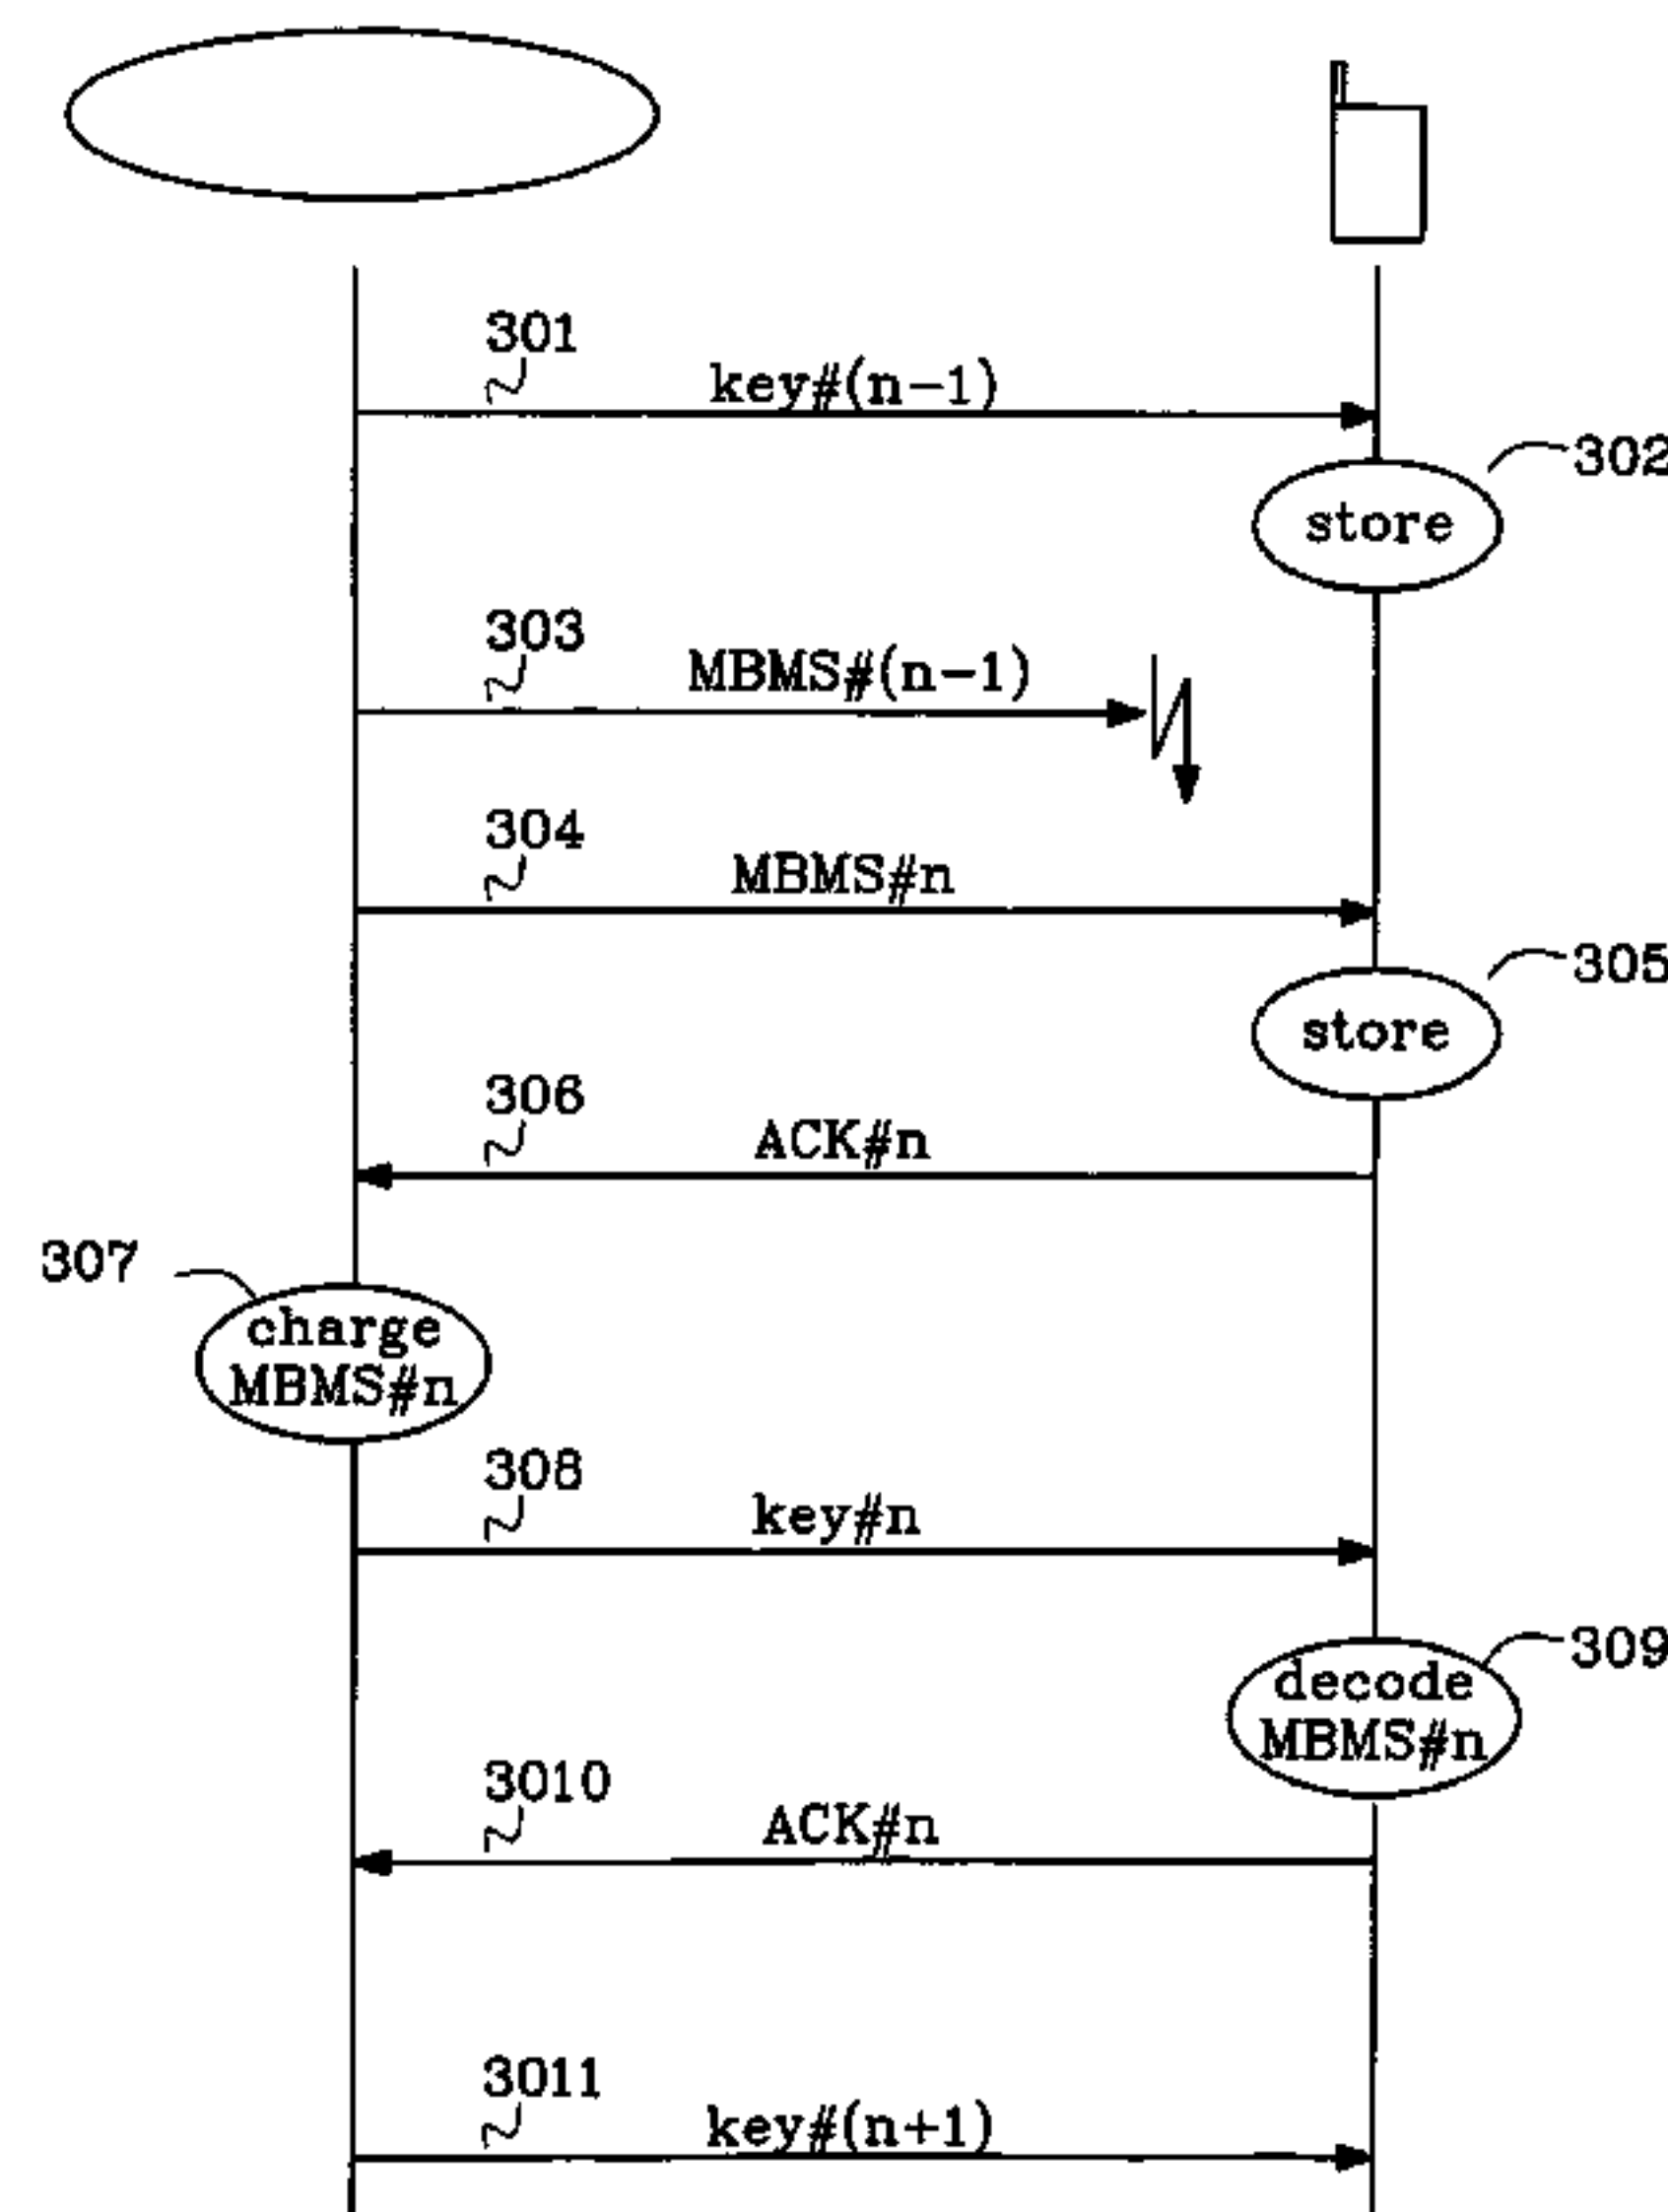 301
key#(n-1)
302
store
303
MBMS#(n-1)
304
MBMS#n
305
store
306
ACK#n
307
charge
MBMS#n
308
key#n
309
decode
MBMS#n
3010
ACK#n
3011
key#(n+1)